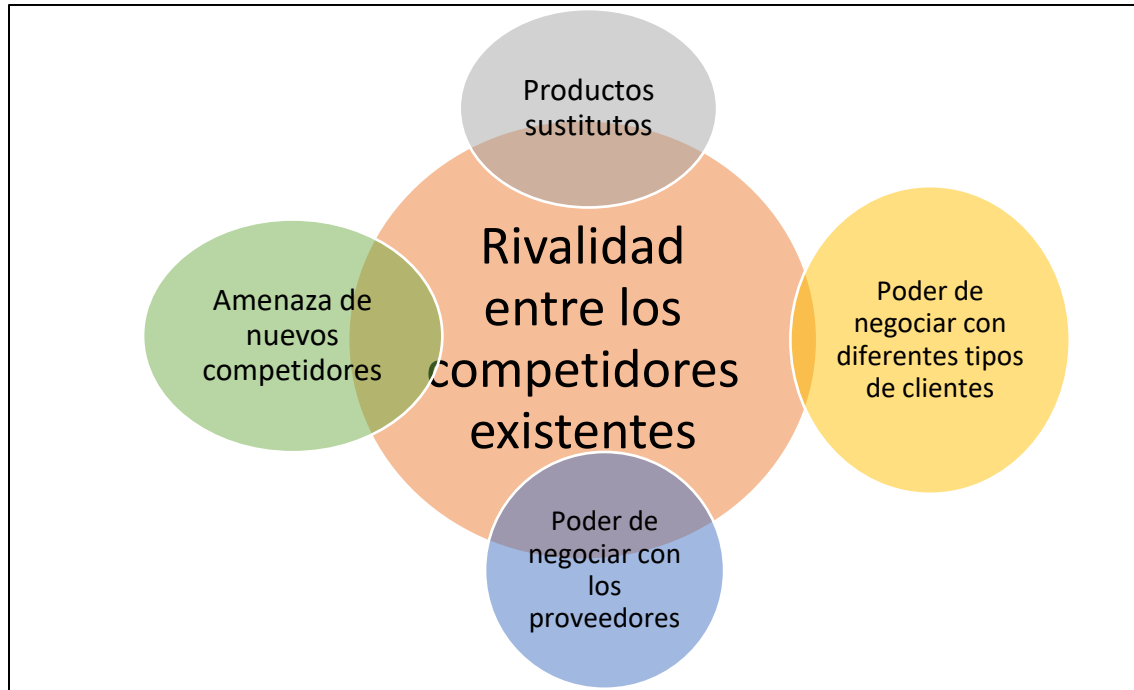 Productos
sustitutos
Rivalidad
entre los
competidores
existentes
Amenaza de
nuevos
competidores
Poder de
negociar con
diferentes tipos
de clientes
Poder de
negociar con
los
proveedores